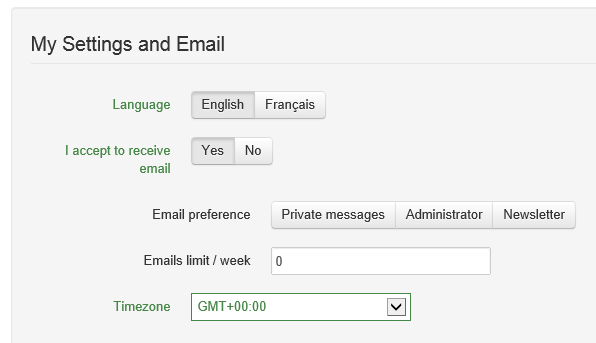 My Settings and Email
Language English Français
I accept to receive Yes No
email
Email preference Private messages Administrator Newsletter
Emails limit / week 0
Timezone GMT+00:00